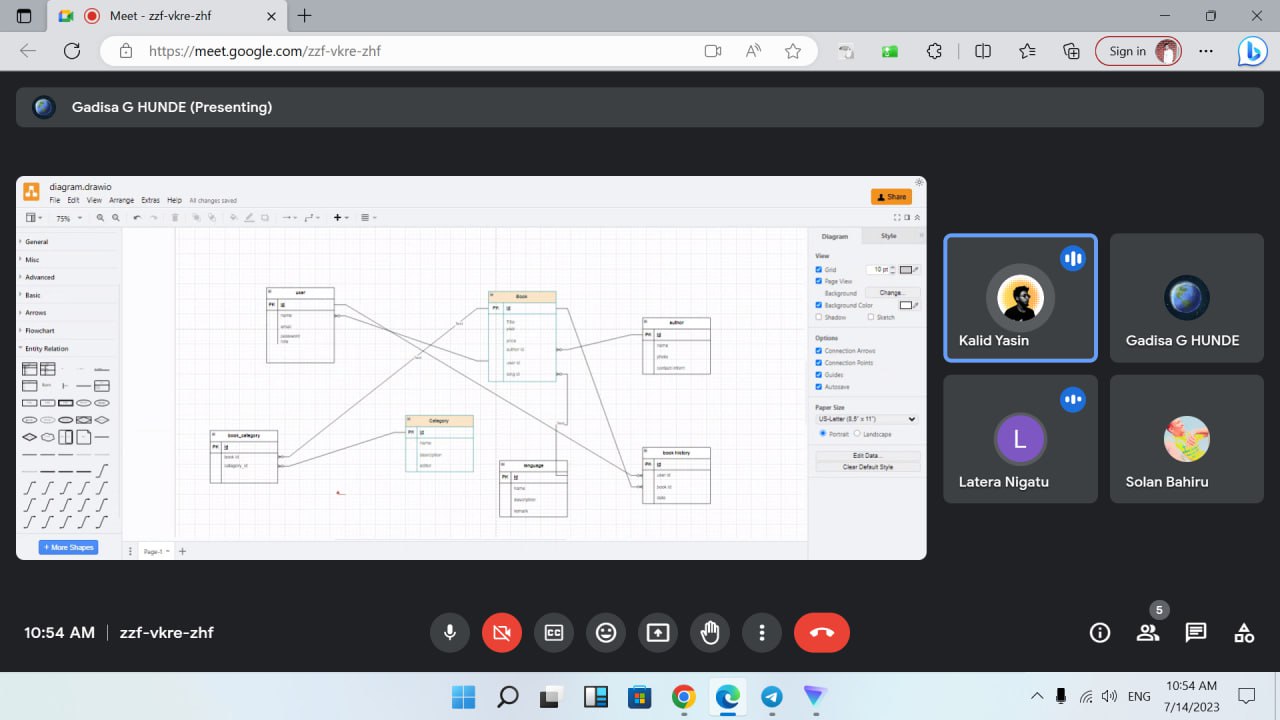 Meet - zzf-vkre-zhf
https://meet.google.com/zzf-vkre-zhf
Sign in
Gadisa G HUNDE (Presenting)
diagram.drawio
File Edit View Arrange Extras Help All changes saved
Share
75%
General
Misc
Advanced
Basic
Arrows
Flowchart
Entity Relation
+ More Shapes
user
PK id
name
email
password
role
Book
PK id
Title
year
price
author id
user id
lang id
author
PK id
name
photo
contact inform
book_category
PK id
book id
category_id
Category
PK id
name
description
editor
language
PK id
name
description
remark
book history
PK id
user id
book id
date
text
text
Page-1
Diagram
Style
View
Grid
10 pt
Page View
Background
Change...
Background Color
Shadow
Sketch
Options
Connection Arrows
Connection Points
Guides
Autosave
Paper Size
US-Letter (8,5" x 11")
Portrait
Landscape
Edit Data...
Clear Default Style
Kalid Yasin
Gadisa G HUNDE
L
Latera Nigatu
Solan Bahiru
10:54 AM | zzf-vkre-zhf
5
ENG
10:54 AM
7/14/2023